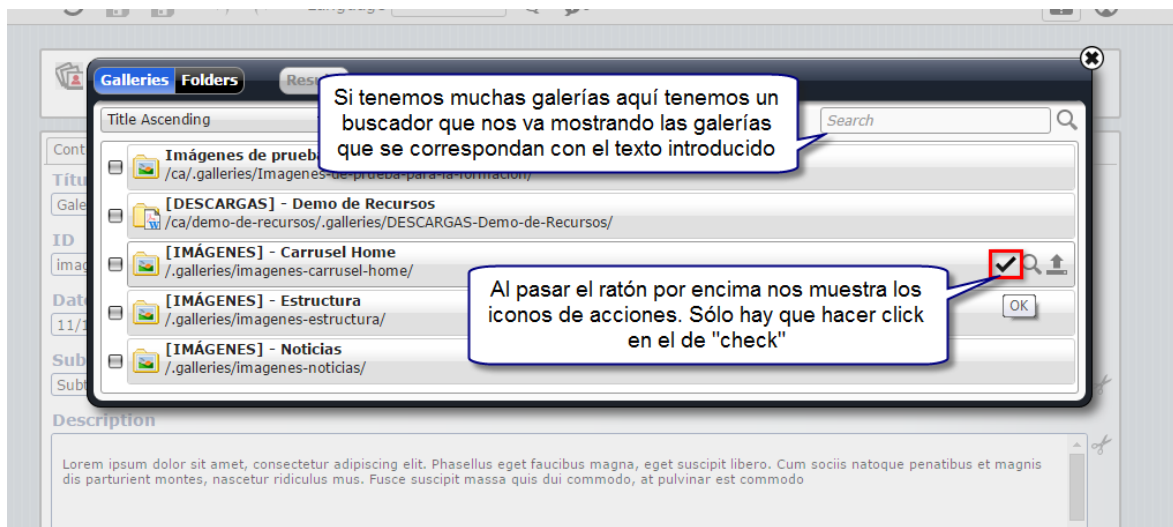 Language
Galleries Folders
Si tenemos muchas galerías aquí tenemos un
buscador que nos va mostrando las galerías
que se correspondan con el texto introducido
Title Ascending
Search
Imágenes de prueba
/ca/.galleries/Imagenes-de-prueba-para-la-formacion/
[DESCARGAS] - Demo de Recursos
/ca/demo-de-recursos/.galleries/DESCARGAS-Demo-de-Recursos/
[IMÁGENES] - Carrusel Home
/.galleries/imagenes-carrusel-home/
Al pasar el ratón por encima nos muestra los
iconos de acciones. Sólo hay que hacer click
en el de "check"
OK
[IMÁGENES] - Estructura
/.galleries/imagenes-estructura/
[IMÁGENES] - Noticias
/.galleries/imagenes-noticias/
ID
Description
Lorem ipsum dolor sit amet, consectetur adipiscing elit. Phasellus eget faucibus magna, eget suscipit libero. Cum sociis natoque penatibus et magnis
dis parturient montes, nascetur ridiculus mus. Fusce suscipit massa quis dui commodo, at pulvinar est commodo